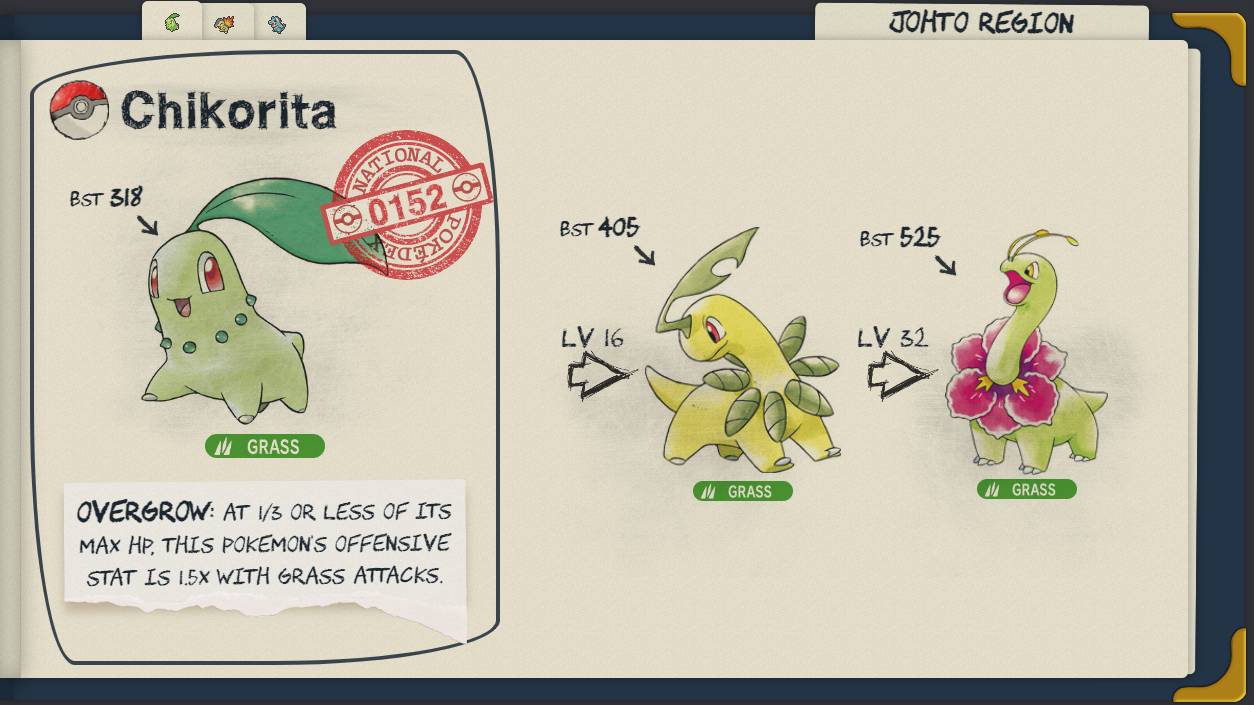 JOHTO REGION
Chikorita
NATIONAL
0152
POKÉDEX
BST 318
GRASS
OVERGROW: AT 1/3 OR LESS OF ITS
MAX HP, THIS POKEMON'S OFFENSIVE
STAT IS 1.5X WITH GRASS ATTACKS.
BST 405
LV 16
GRASS
BST 525
LV 32
GRASS